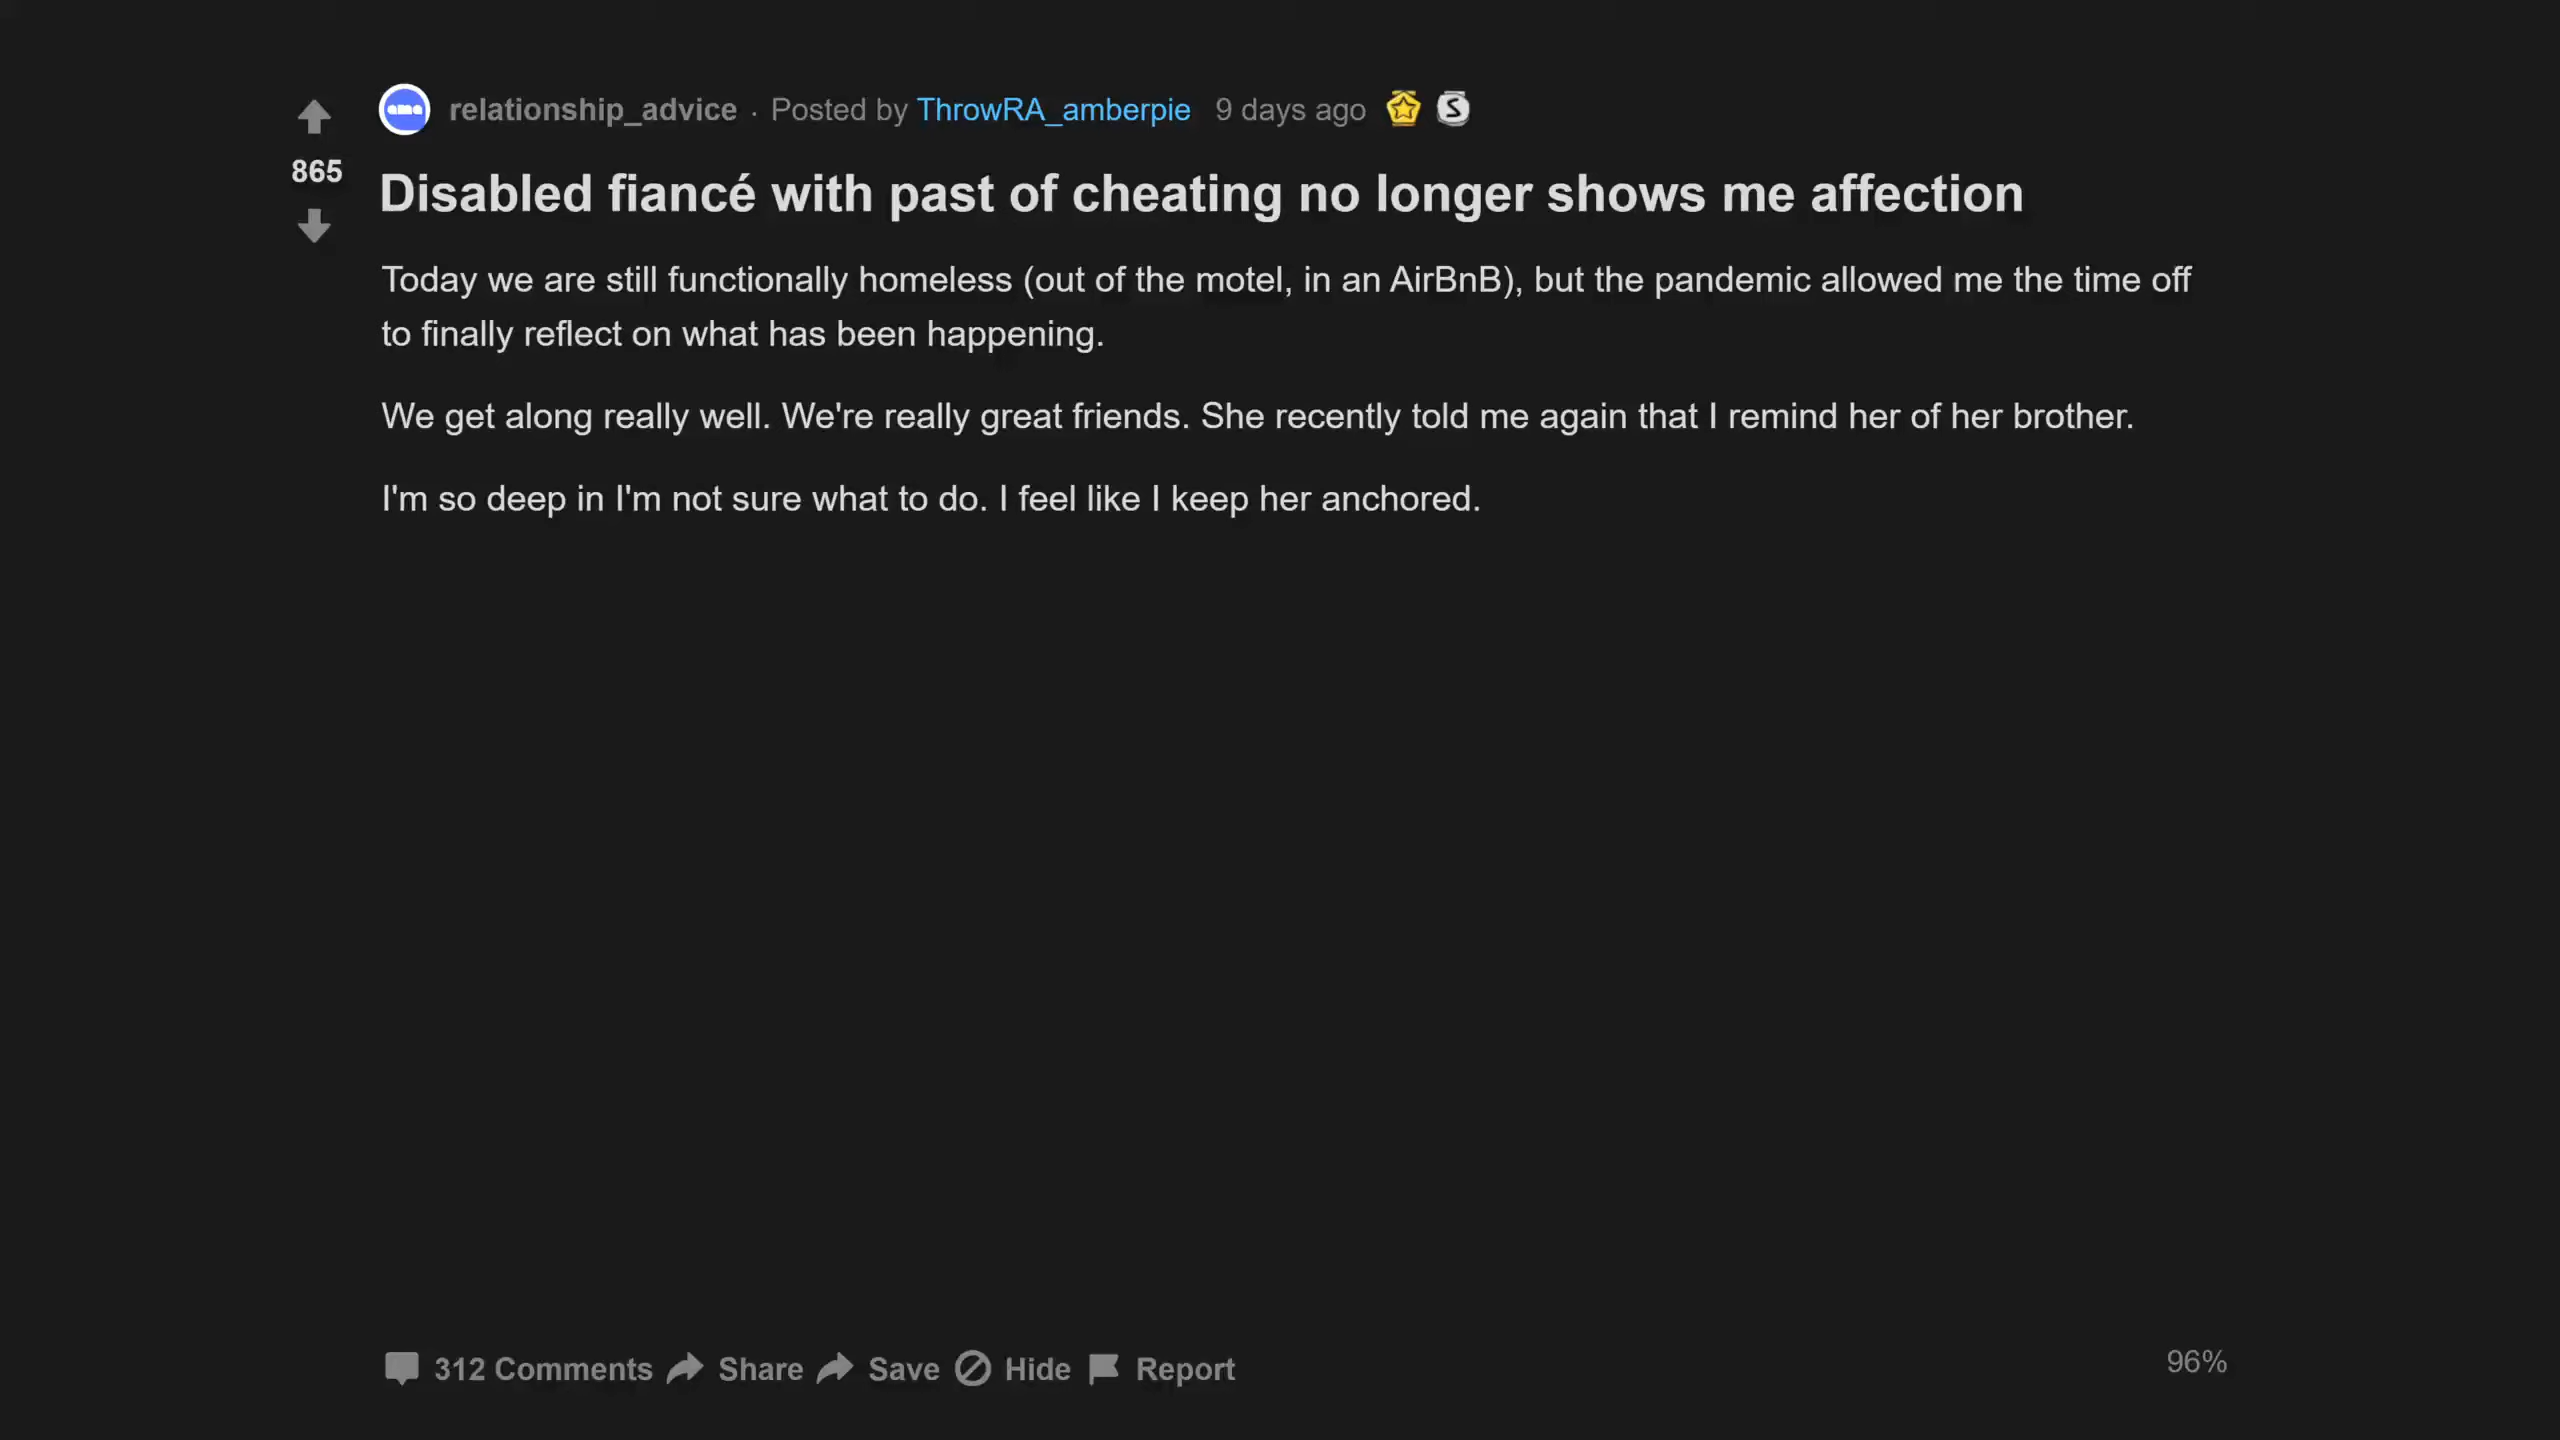 relationship_advice · Posted by ThrowRA_amberpie 9 days ago
865
Disabled fiancé with past of cheating no longer shows me affection
Today we are still functionally homeless (out of the motel, in an AirBnB), but the pandemic allowed me the time off
to finally reflect on what has been happening.
We get along really well. We're really great friends. She recently told me again that I remind her of her brother.
I'm so deep in I'm not sure what to do. I feel like I keep her anchored.
312 Comments Share Save Hide Report
96%